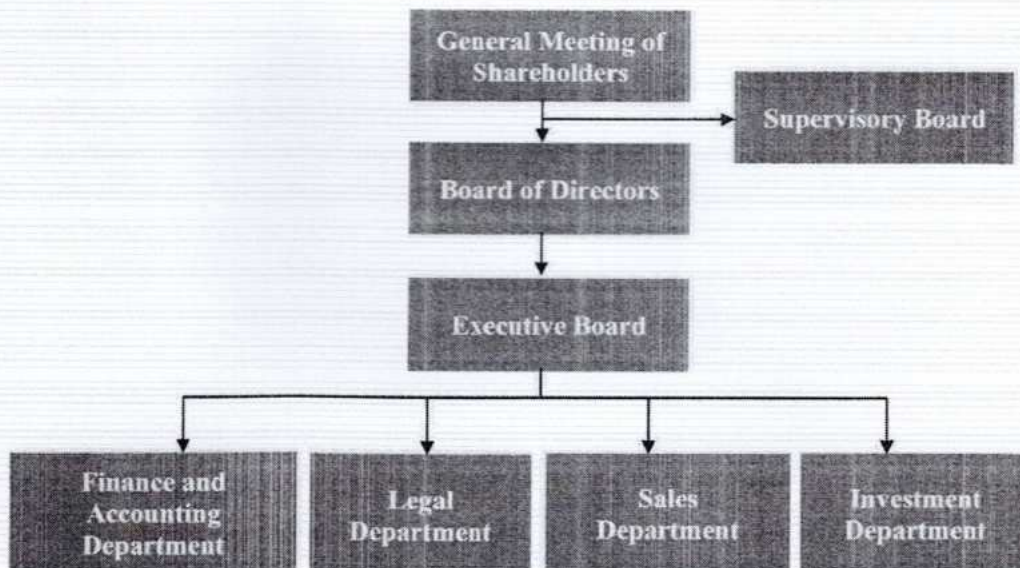 General Meeting of
Shareholders
Supervisory Board
Board of Directors
Executive Board
Finance and
Accounting
Department
Legal
Department
Sales
Department
Investment
Department